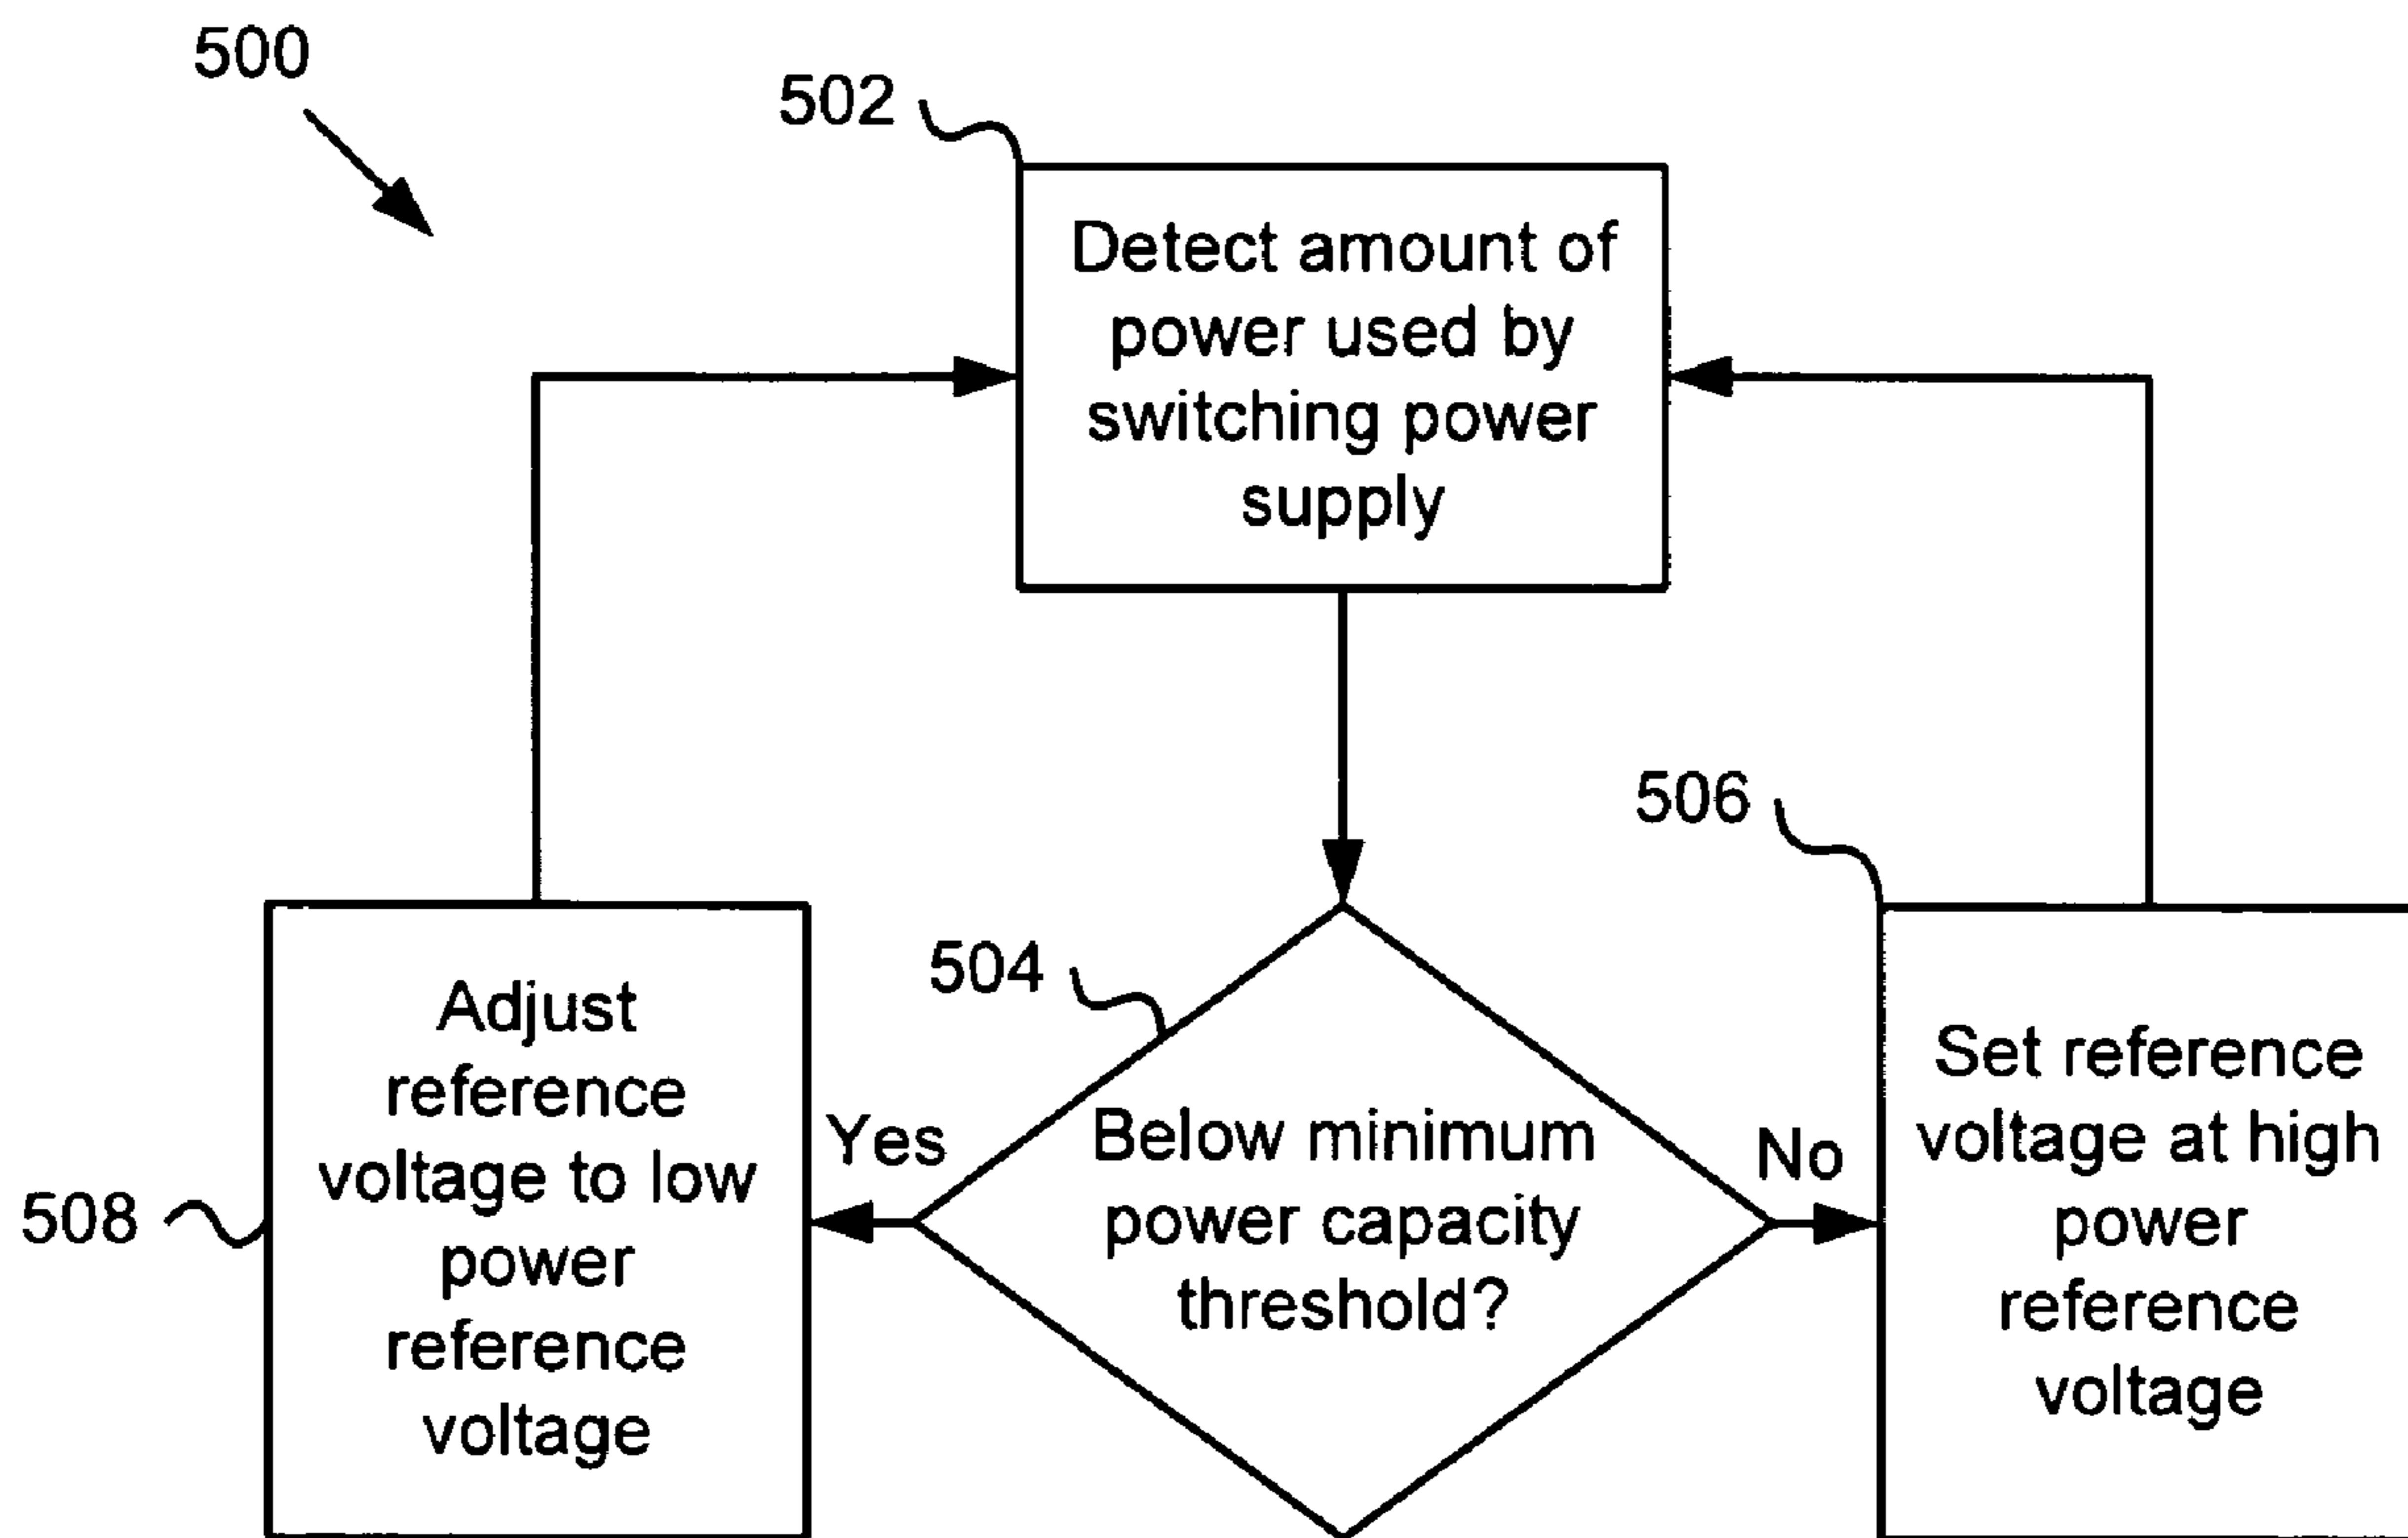 500
502
Detect amount of
power used by
switching power
supply
506
504
Adjust
reference
voltage to low
power
reference
voltage
508
Yes
Below minimum
power capacity
threshold?
No
Set reference
voltage at high
power
reference
voltage